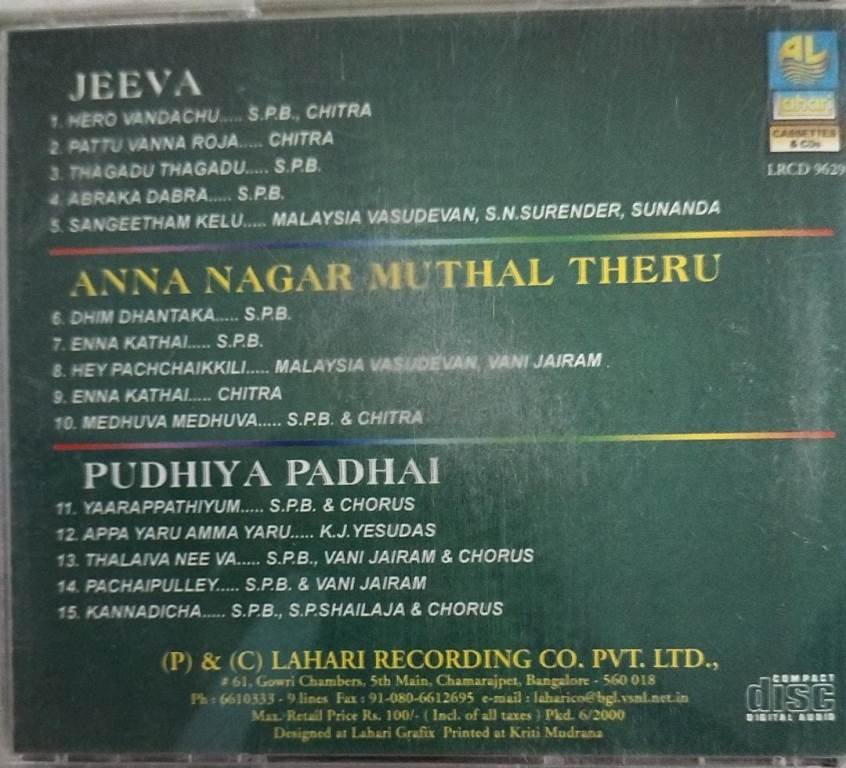 JEEVA
1. HERO VANDACHU..... S.P.B., CHITRA
2. PATTU VANNA ROJA..... CHITRA
3. THAGADU THAGADU..... S.P.B.
4. ABRAKA DABRA..... S.P.B.
5. SANGEETHAM KELU..... MALAYSIA VASUDEVAN, S.N.SURENDER, SUNANDA
AL
lahari
CASSETTES
& CDs
LRCD 9629
ANNA NAGAR MUTHAL THERU
6. DHIM DHANTAKA..... S.P.B.
7. ENNA KATHAI..... S.P.B.
8. HEY PACHCHAIKKILI..... MALAYSIA VASUDEVAN, VANI JAIRAM
9. ENNA KATHAI..... CHITRA
10. MEDHUVA MEDHUVA..... S.P.B. & CHITRA
PUDHIYA PADHAI
11. YAARAPPATHIYUM..... S.P.B. & CHORUS
12. APPA YARU AMMA YARU..... K.J.YESUDAS
13. THALAIVA NEE VA..... S.P.B., VANI JAIRAM & CHORUS
14. PACHAIPULLEY..... S.P.B. & VANI JAIRAM
15. KANNADICHA..... S.P.B., S.P.SHAILAJA & CHORUS
(P) & (C) LAHARI RECORDING CO. PVT. LTD.,
# 61, Gowri Chambers, 5th Main, Chamarajpet, Bangalore - 560 018
Ph : 6610333 - 9 lines Fax : 91-080-6612695 e-mail : laharico@bgl.vsnl.net.in
Max. Retail Price Rs. 100/- ( Incl. of all taxes ) Pkd. 6/2000
Designed at Lahari Grafix Printed at Kriti Mudrana
COMPACT
disc
DIGITAL AUDIO